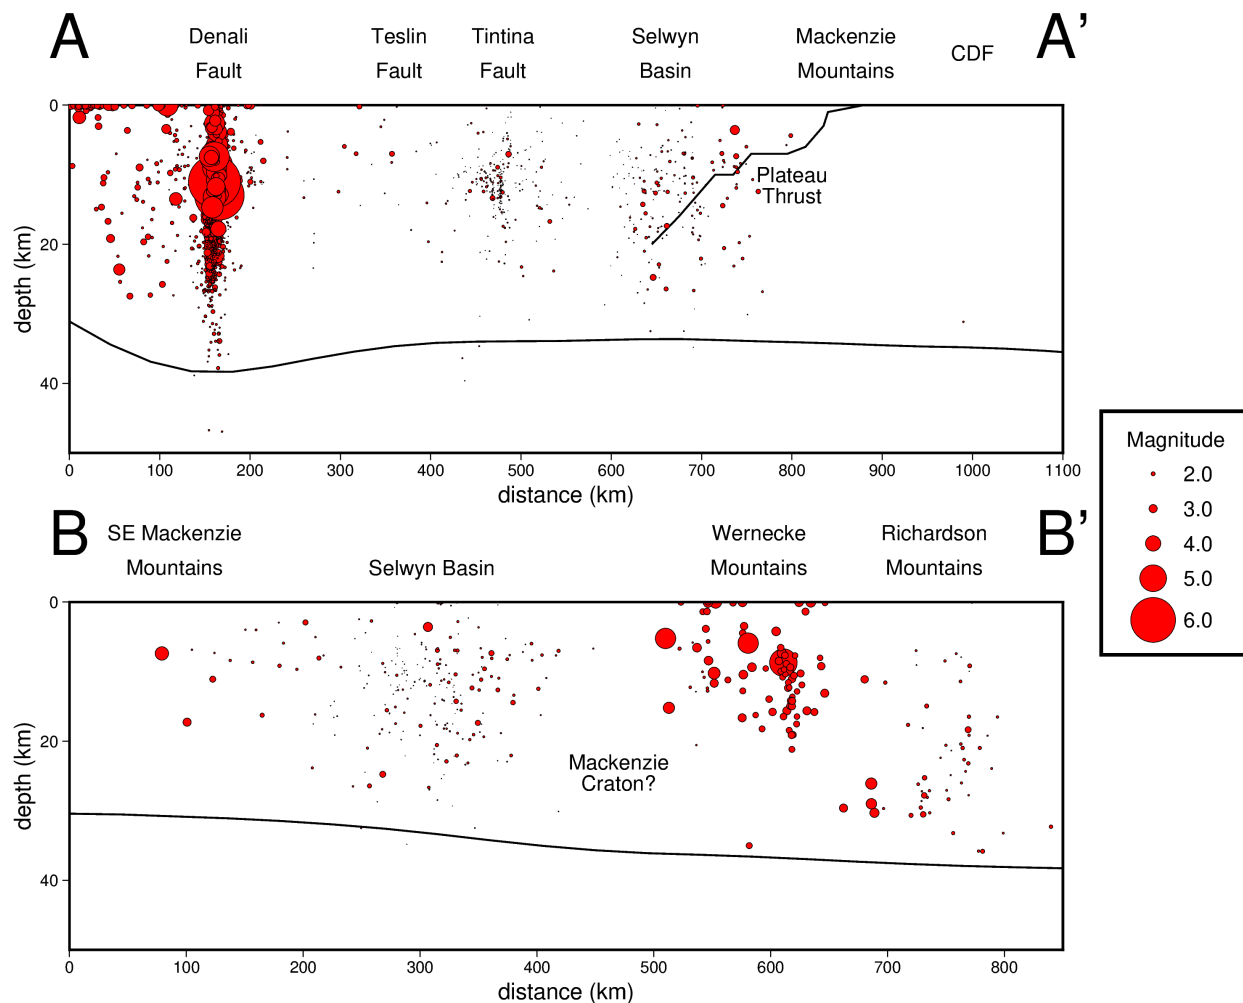 A
Denali
Fault
Teslin
Fault
Tintina
Fault
Selwyn
Basin
Mackenzie
Mountains
CDF
A’
0
20
40
depth (km)
Plateau
Thrust
0 100 200 300 400 500 600 700 800 900 1000 1100
distance (km)
Magnitude
2.0
3.0
4.0
5.0
6.0
B
SE Mackenzie
Mountains
Selwyn Basin
Wernecke
Mountains
Richardson
Mountains
B’
0
20
40
depth (km)
Mackenzie
Craton?
0 100 200 300 400 500 600 700 800
distance (km)